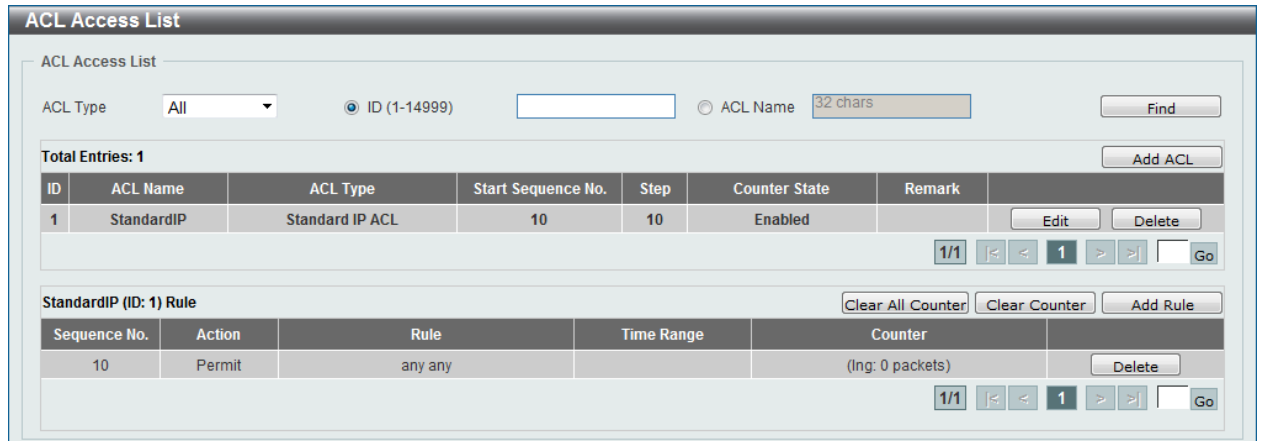 ACL Access List
ACL Access List
ACL Type All ID (1-14999) ACL Name 32 chars Find
Total Entries: 1 Add ACL
ID ACL Name ACL Type Start Sequence No. Step Counter State Remark
1 StandardIP Standard IP ACL 10 10 Enabled Edit Delete
1/1 |< < 1 > >| Go
StandardIP (ID: 1) Rule Clear All Counter Clear Counter Add Rule
Sequence No. Action Rule Time Range Counter
10 Permit any any (Ing: 0 packets) Delete
1/1 |< < 1 > >| Go